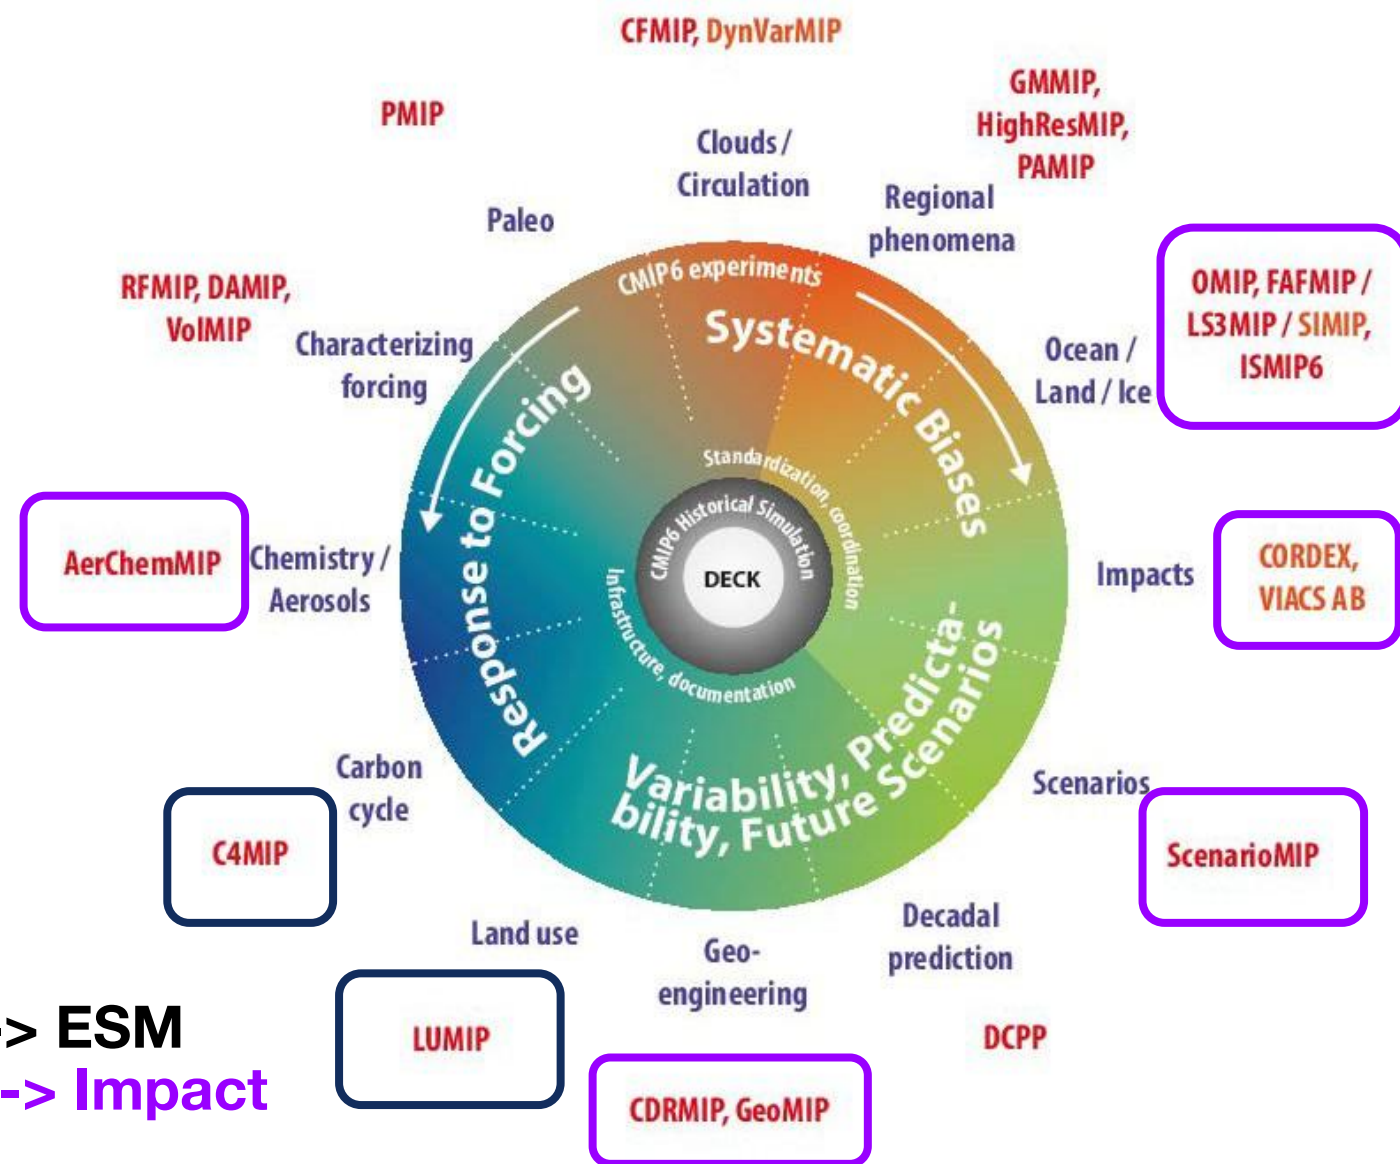 CFMIP, DynVarMIP
GMMIP,
HighResMIP,
PAMIP
PMIP
Clouds /
Circulation
Regional
phenomena
Paleo
OMIP, FAFMIP /
LS3MIP / SIMIP,
ISMIP6
RFMIP, DAMIP,
VolMIP
Characterizing
forcing
Ocean /
Land / Ice
CMIP6 experiments
Systematic Biases
Response to Forcing
Variability, Predicta-
bility, Future Scenarios
Standardization, coordination
Infrastructure, documentation
CMIP6 Historical Simulation
DECK
AerChemMIP
Chemistry /
Aerosols
Impacts
CORDEX,
VIACS AB
Carbon
cycle
C4MIP
Scenarios
ScenarioMIP
Land use
LUMIP
Geo-
engineering
CDRMIP, GeoMIP
Decadal
prediction
DCPP
-> ESM
-> Impact